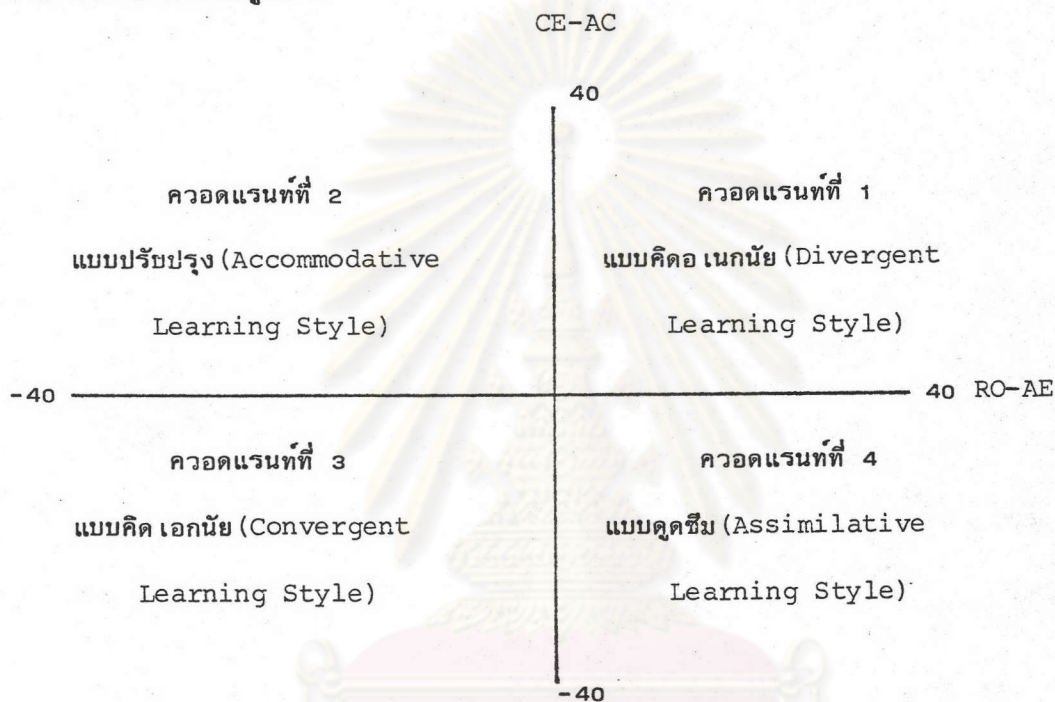 CE-AC
40
ควอดแรนท์ที่ 2
แบบปรับปรุง (Accommodative
Learning Style)
ควอดแรนท์ที่ 1
แบบคิดอเนกนัย (Divergent
Learning Style)
-40
40 RO-AE
ควอดแรนท์ที่ 3
แบบคิดเอกนัย (Convergent
Learning Style)
ควอดแรนท์ที่ 4
แบบดูดซึม (Assimilative
Learning Style)
-40